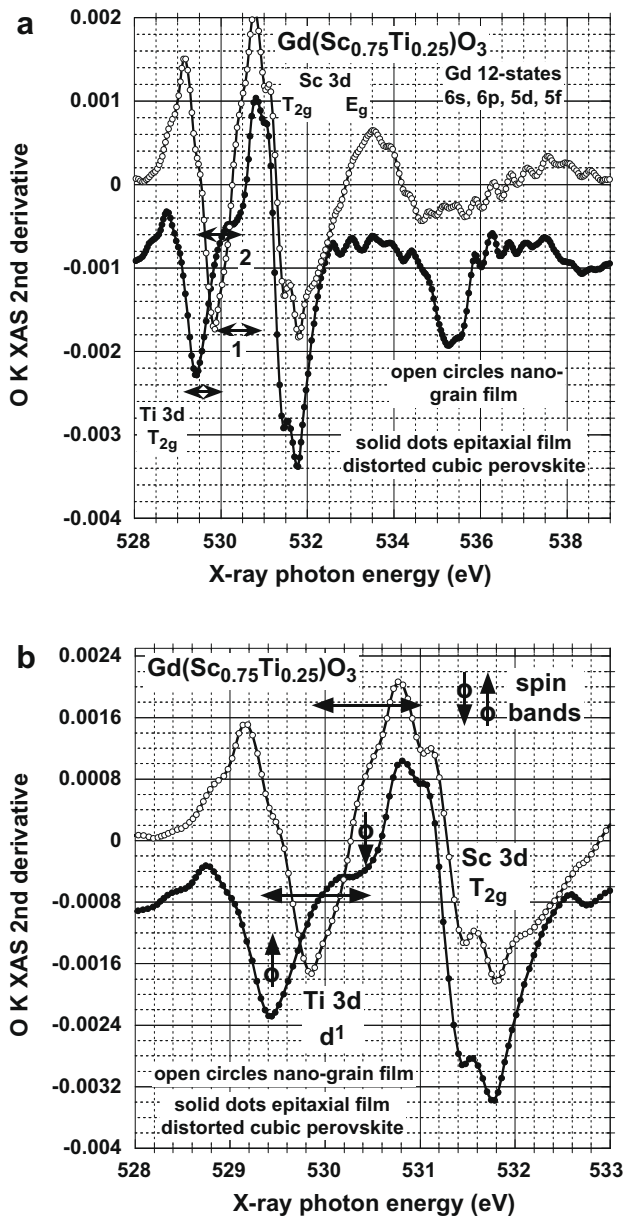 a
Gd(Sc0.75Ti0.25)O3
Sc 3d
T2g Eg
Gd 12-states
6s, 6p, 5d, 5f
2
1
Ti 3d
T2g
open circles nano-
grain film
solid dots epitaxial film
distorted cubic perovskite
0.002
0.001
0
-0.001
-0.002
-0.003
-0.004
O K XAS 2nd derivative
528 530 532 534 536 538
X-ray photon energy (eV)
b
Gd(Sc0.75Ti0.25)O3
spin
bands
Sc 3d
T2g
Ti 3d
d1
open circles nano-grain film
solid dots epitaxial film
distorted cubic perovskite
0.0024
0.0016
0.0008
0
-0.0008
-0.0016
-0.0024
-0.0032
-0.004
O K XAS 2nd derivative
528 529 530 531 532 533
X-ray photon energy (eV)